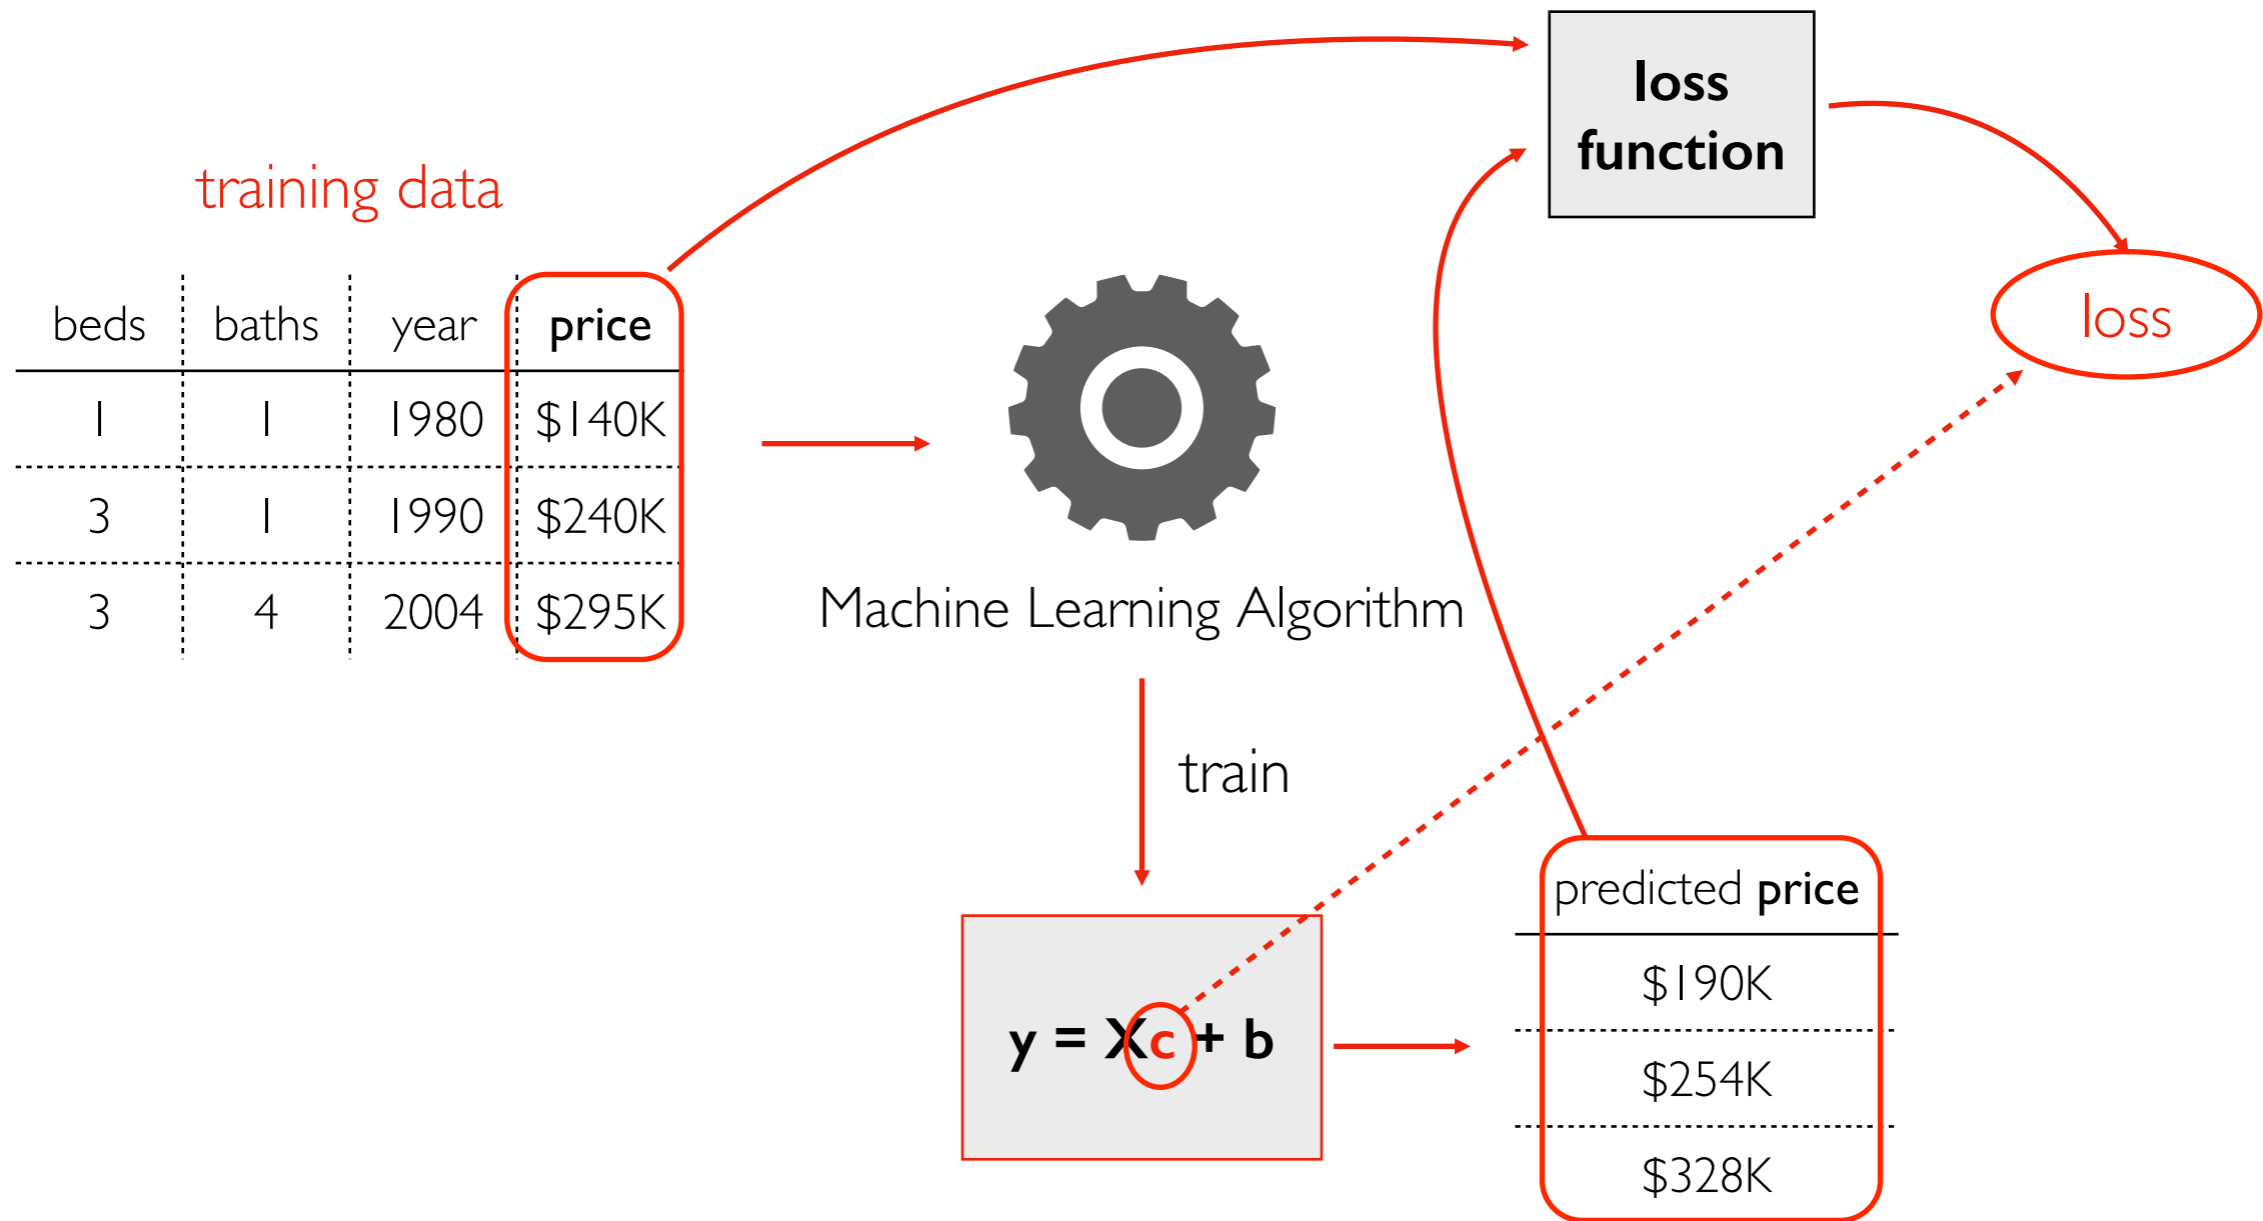 loss
function
training data
loss
beds baths year price
1 1 1980 $140K
3 1 1990 $240K
3 4 2004 $295K
Machine Learning Algorithm
train
y = Xc + b
predicted price
$190K
$254K
$328K